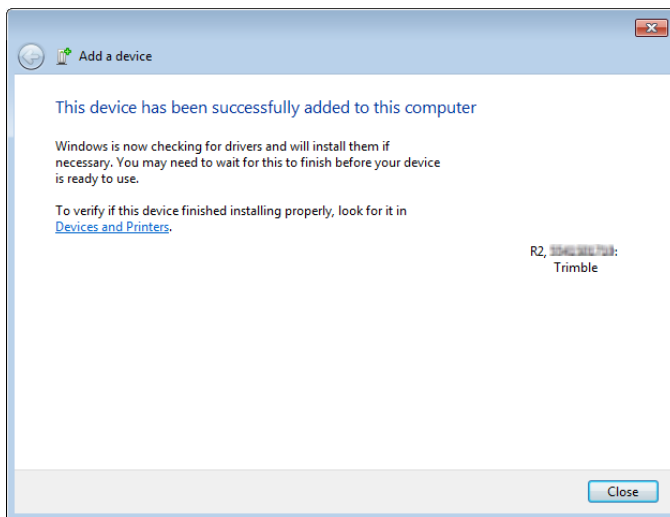 Add a device
This device has been successfully added to this computer
Windows is now checking for drivers and will install them if
necessary. You may need to wait for this to finish before your device
is ready to use.
To verify if this device finished installing properly, look for it in
Devices and Printers.
R2, :
Trimble
Close